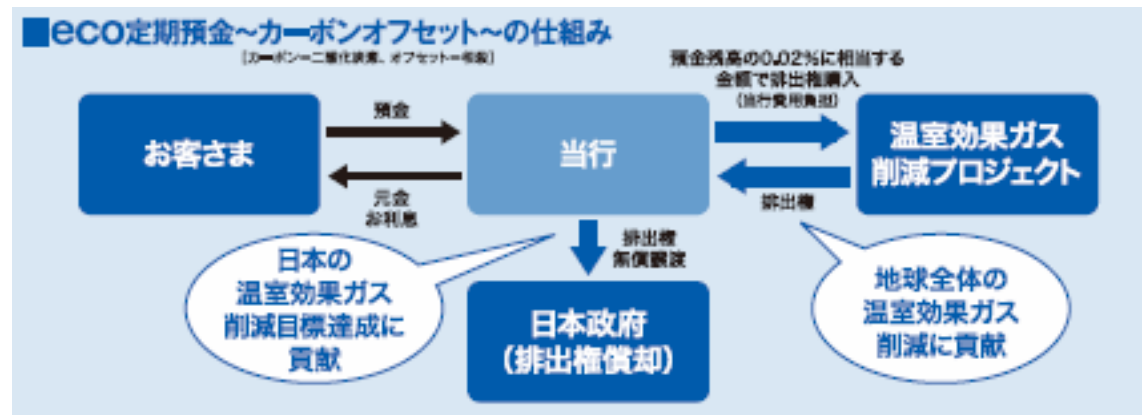 ■eco定期預金～カーボンオフセット～の仕組み
(カーボン＝二酸化炭素、オフセット＝相殺)
預金残高の0.02%に相当する
金額で排出権購入
(当行費用負担)
お客さま
預金
元金
お利息
当行
排出権
温室効果ガス
削減プロジェクト
排出権
無償譲渡
日本の
温室効果ガス
削減目標達成に
貢献
日本政府
(排出権償却)
地球全体の
温室効果ガス
削減に貢献